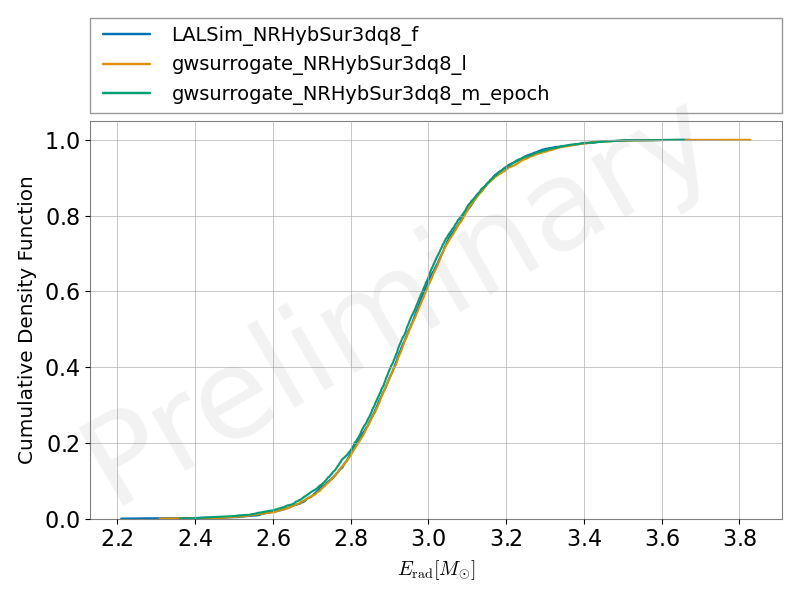 LALSim_NRHybSur3dq8_f
gwsurrogate_NRHybSur3dq8_l
gwsurrogate_NRHybSur3dq8_m_epoch
1.0
0.8
0.6
0.4
0.2
0.0
Cumulative Density Function
Preliminary
2.2 2.4 2.6 2.8 3.0 3.2 3.4 3.6 3.8
E_rad[M_⊙]